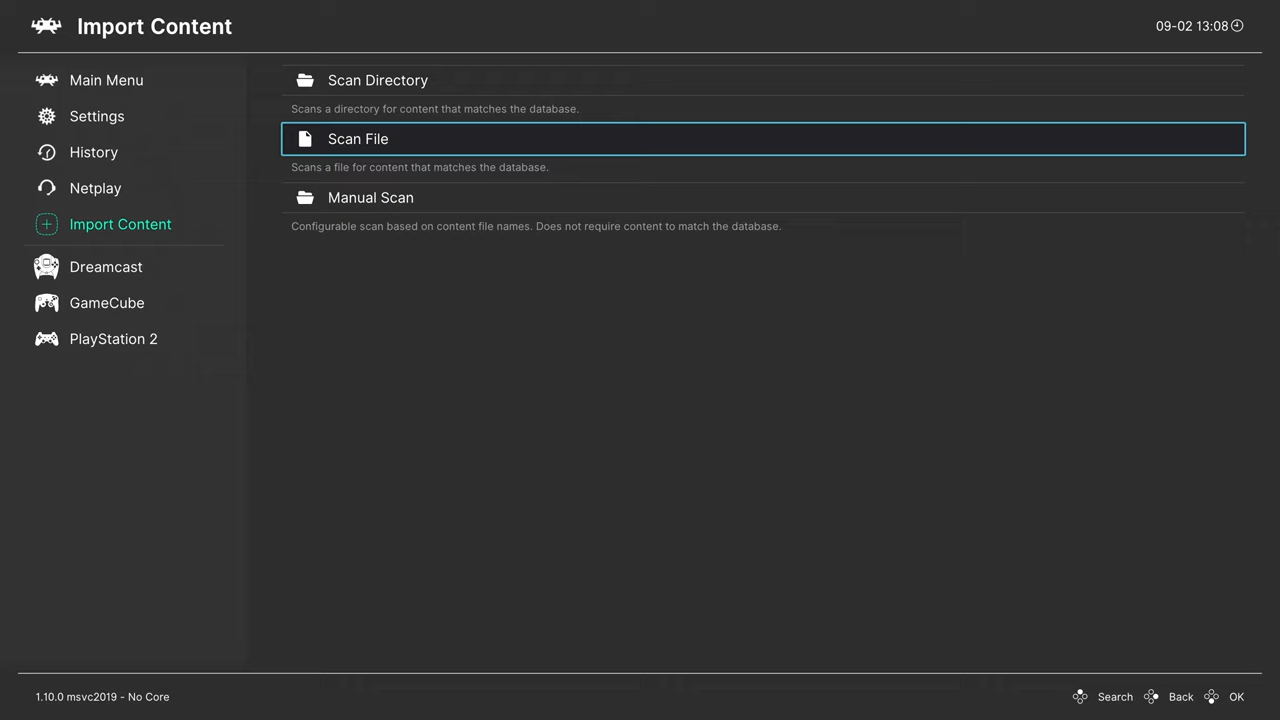 Import Content
09-02 13:08
Main Menu
Settings
History
Netplay
Import Content
Dreamcast
GameCube
PlayStation 2
Scan Directory
Scans a directory for content that matches the database.
Scan File
Scans a file for content that matches the database.
Manual Scan
Configurable scan based on content file names. Does not require content to match the database.
1.10.0 msvc2019 - No Core
Search Back OK